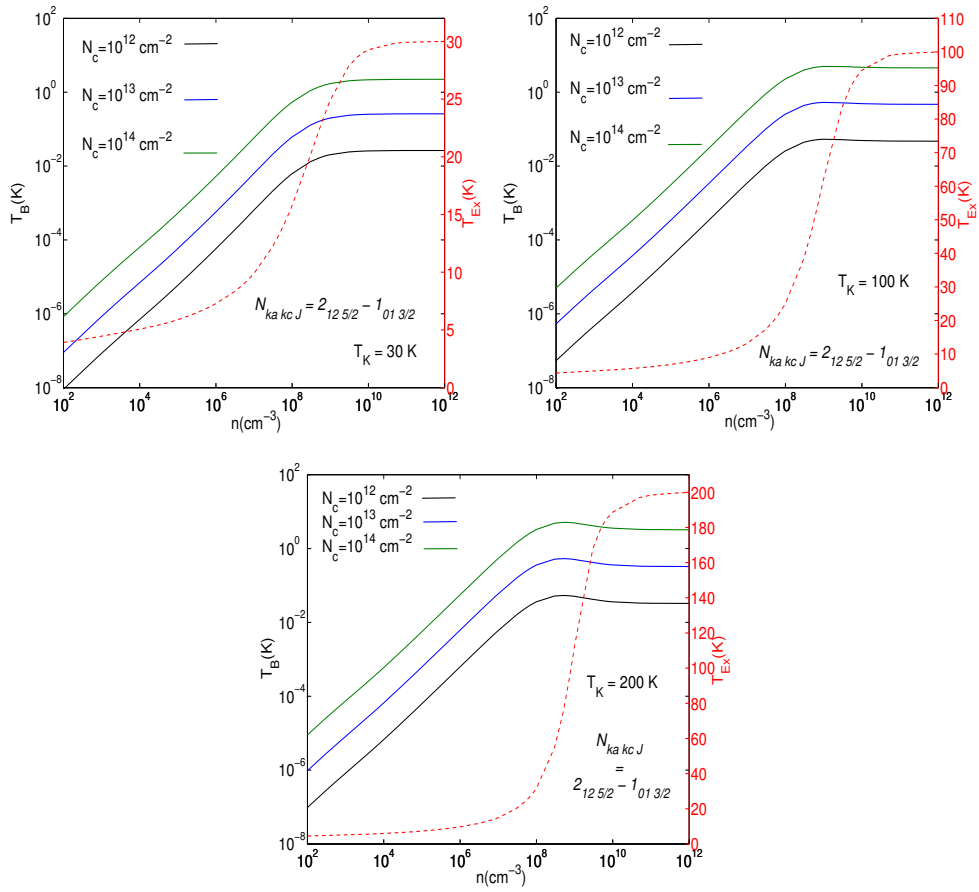 10^2
10^0
10^−2
10^−4
10^−6
10^−8
T_B(K)
N_c=10^12 cm^−2
N_c=10^13 cm^−2
N_c=10^14 cm^−2
N_ka kc J = 2_12 5/2 − 1_01 3/2
T_K = 30 K
30
25
20
15
10
5
0
T_Ex(K)
10^2 10^4 10^6 10^8 10^10 10^12
n(cm^−3)
10^2
10^0
10^−2
10^−4
10^−6
10^−8
T_B(K)
N_c=10^12 cm^−2
N_c=10^13 cm^−2
N_c=10^14 cm^−2
T_K = 100 K
N_ka kc J = 2_12 5/2 − 1_01 3/2
110
100
90
80
70
60
50
40
30
20
10
0
T_Ex(K)
10^2 10^4 10^6 10^8 10^10 10^12
n(cm^−3)
10^2
10^0
10^−2
10^−4
10^−6
10^−8
T_B(K)
N_c=10^12 cm^−2
N_c=10^13 cm^−2
N_c=10^14 cm^−2
T_K = 200 K
N_ka kc J
=
2_12 5/2 − 1_01 3/2
200
180
160
140
120
100
80
60
40
20
0
T_Ex(K)
10^2 10^4 10^6 10^8 10^10 10^12
n(cm^−3)